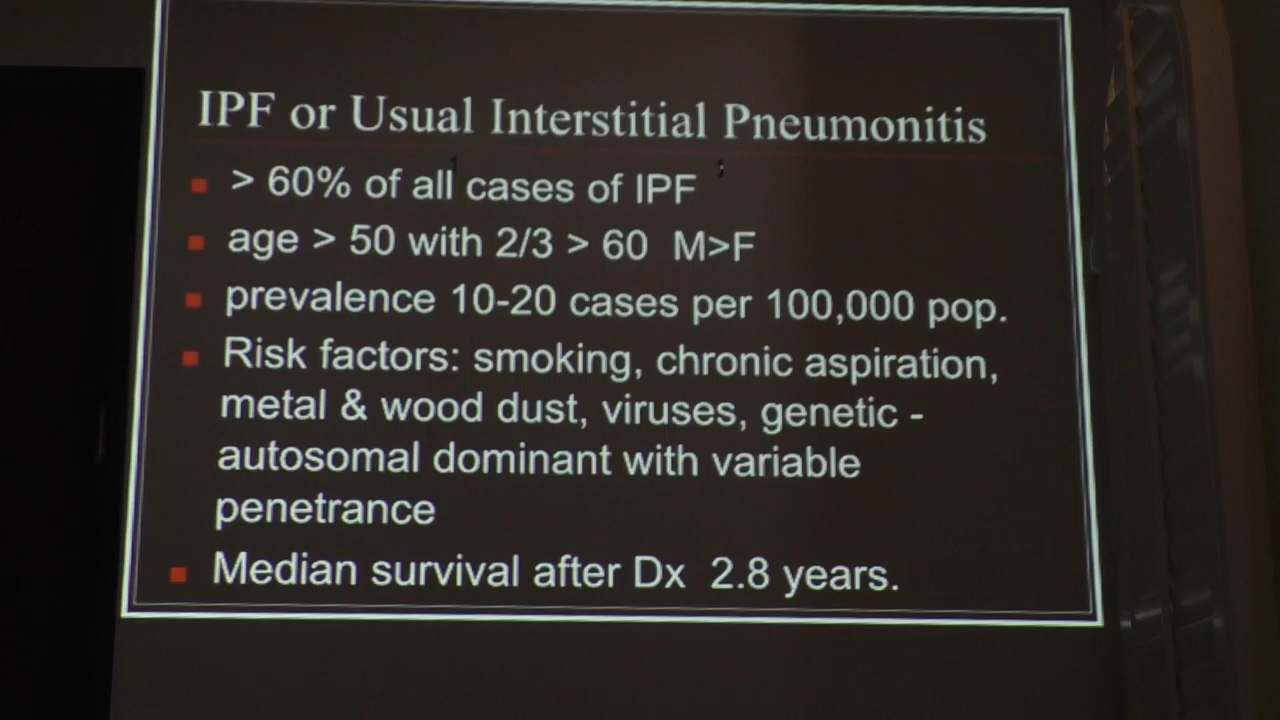 IPF or Usual Interstitial Pneumonitis
> 60% of all cases of IPF
age > 50 with 2/3 > 60 M>F
prevalence 10-20 cases per 100,000 pop.
Risk factors: smoking, chronic aspiration,
metal & wood dust, viruses, genetic -
autosomal dominant with variable
penetrance
Median survival after Dx 2.8 years.